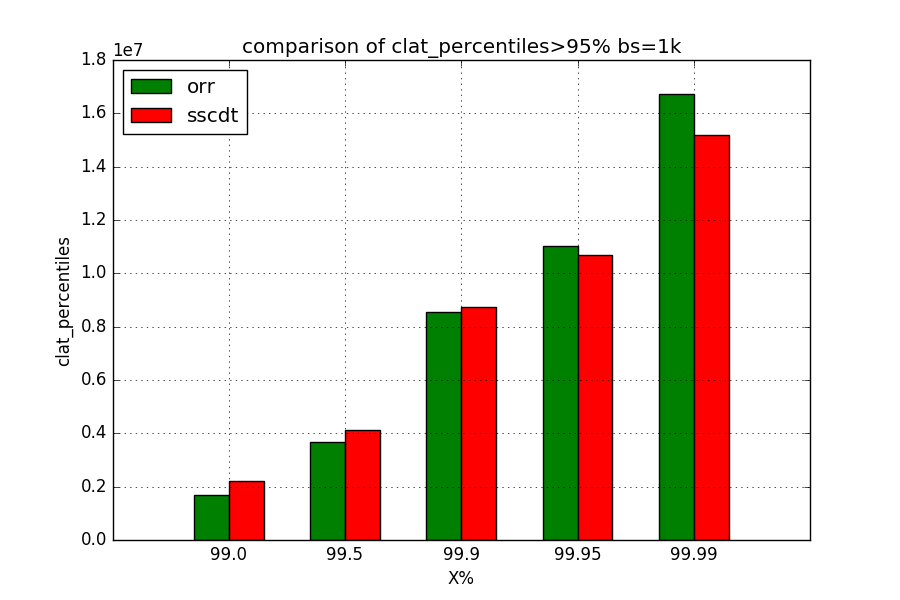 comparison of clat_percentiles>95% bs=1k
1e7
1.8
1.6
1.4
1.2
1.0
0.8
0.6
0.4
0.2
0.0
clat_percentiles
orr
sscdt
99.0 99.5 99.9 99.95 99.99
X%